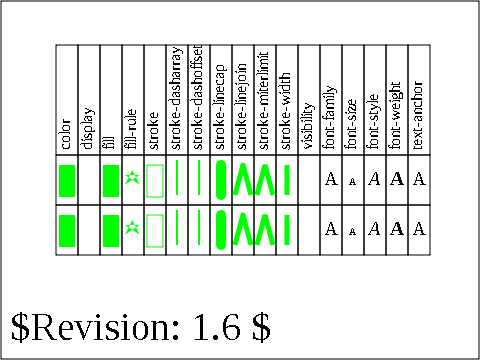 color
display
fill
fill-rule
stroke
stroke-dasharray
stroke-dashoffset
stroke-linecap
stroke-linejoin
stroke-miterlimit
stroke-width
visibility
font-family
font-size
font-style
font-weight
text-anchor
A A A A A
A A A A A
$Revision: 1.6 $